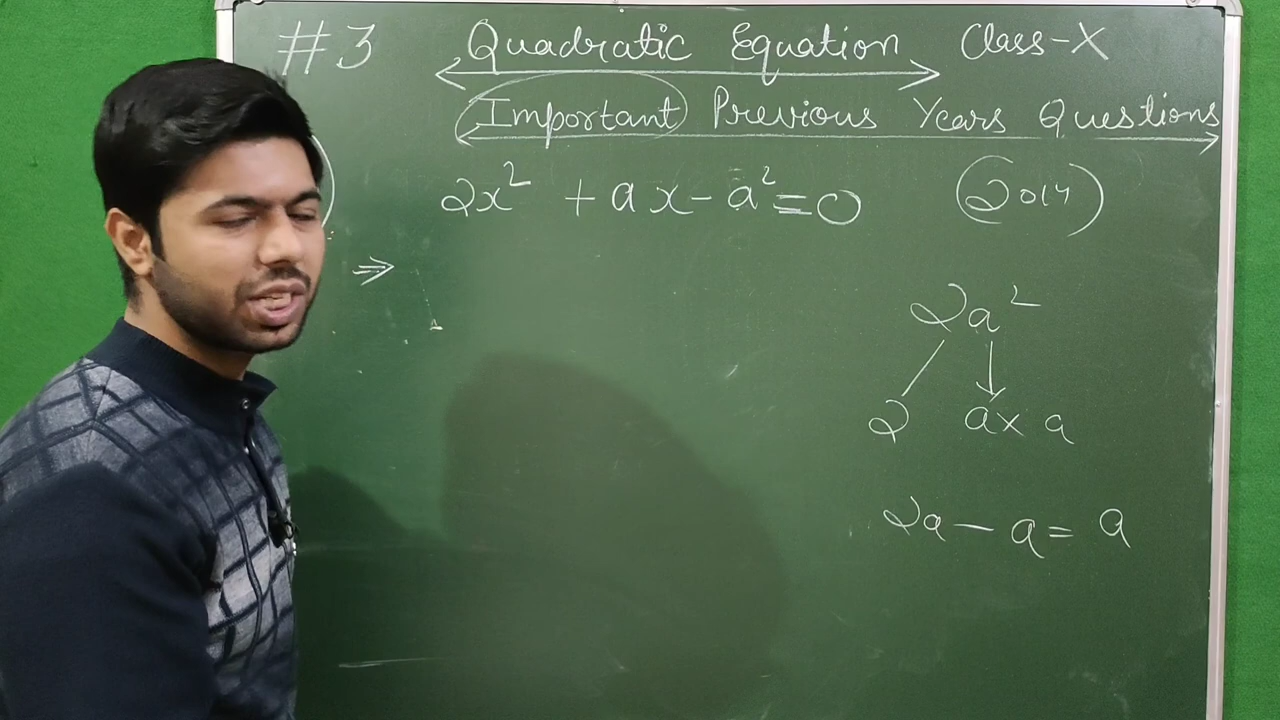 #3 Quadratic Equation Class-X
Important Previous Years Questions
2x² + ax - a² = 0 (2014)
⇒
2a²
2 a x a
2a - a = a